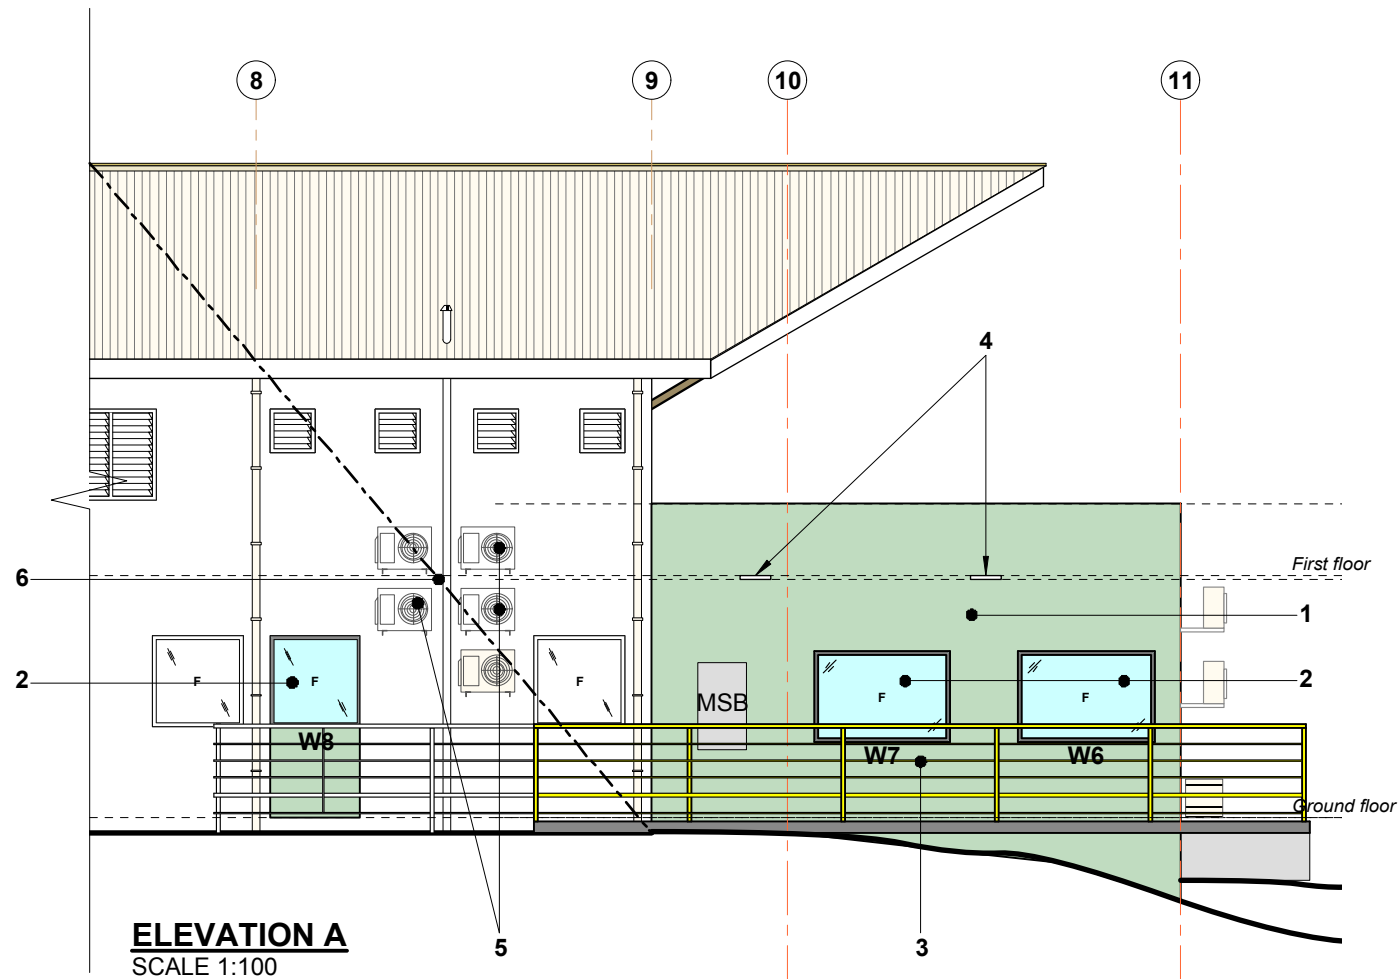 8
9
10
11
4
First floor
6
1
F
F
F
2
F
F
2
MSB
W8
W7
W6
Ground floor
ELEVATION A
SCALE 1:100
5
3